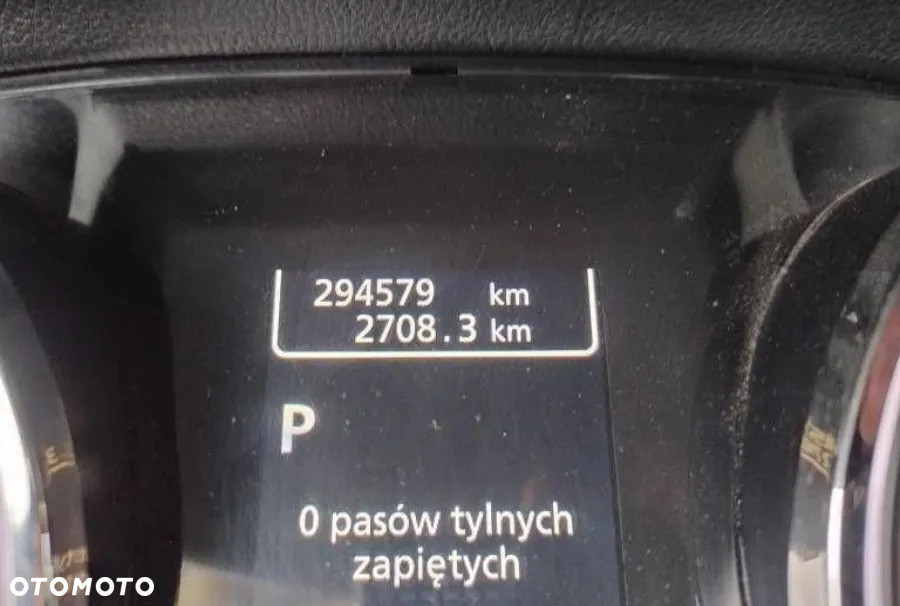 294579 km
2708.3 km
P
0 pasów tylnych
zapiętych
OTOMOTO